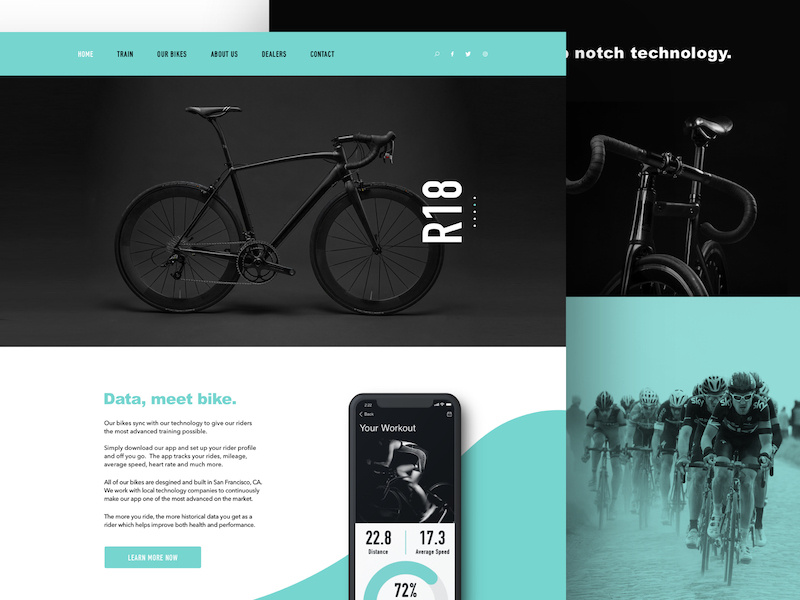 HOME TRAIN OUR BIKES ABOUT US DEALERS CONTACT
notch technology.
R18
Data, meet bike.
Our bikes sync with our technology to give our riders
the most advanced training possible.
Simply download our app and set up your rider profile
and off you go. The app tracks your rides, mileage,
average speed, heart rate and much more.
All of our bikes are desgined and built in San Francisco, CA.
We work with local technology companies to continuously
make our app one of the most advanced on the market.
The more you ride, the more historical data you get as a
rider which helps improve both health and performance.
LEARN MORE NOW
2:22
Back
Your Workout
22.8 17.3
Distance Average Speed
72%